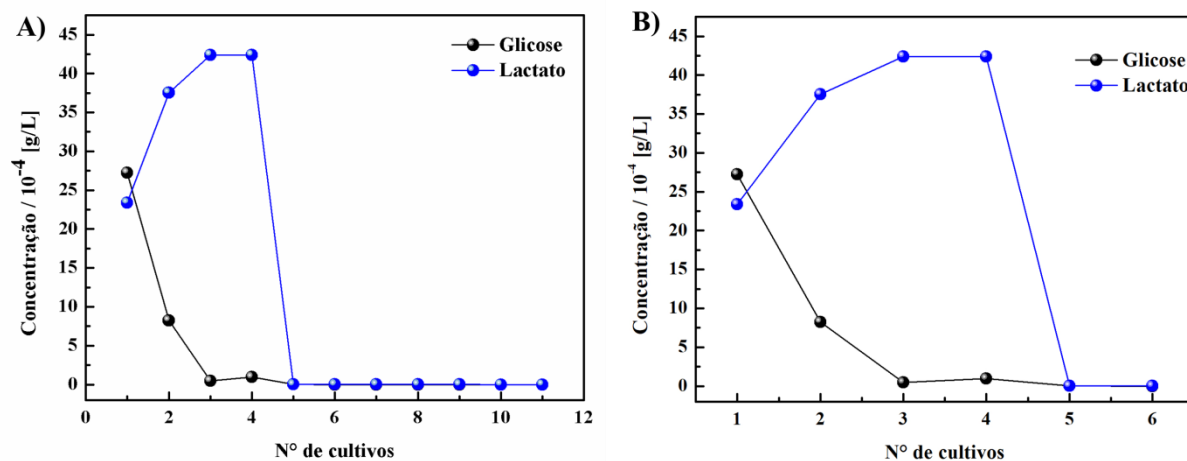 A)
Concentração / 10⁻⁴ [g/L]
45
40
35
30
25
20
15
10
5
0
Glicose
Lactato
0 2 4 6 8 10 12
N° de cultivos
B)
Concentração / 10⁻⁴ [g/L]
45
40
35
30
25
20
15
10
5
0
Glicose
Lactato
1 2 3 4 5 6
N° de cultivos